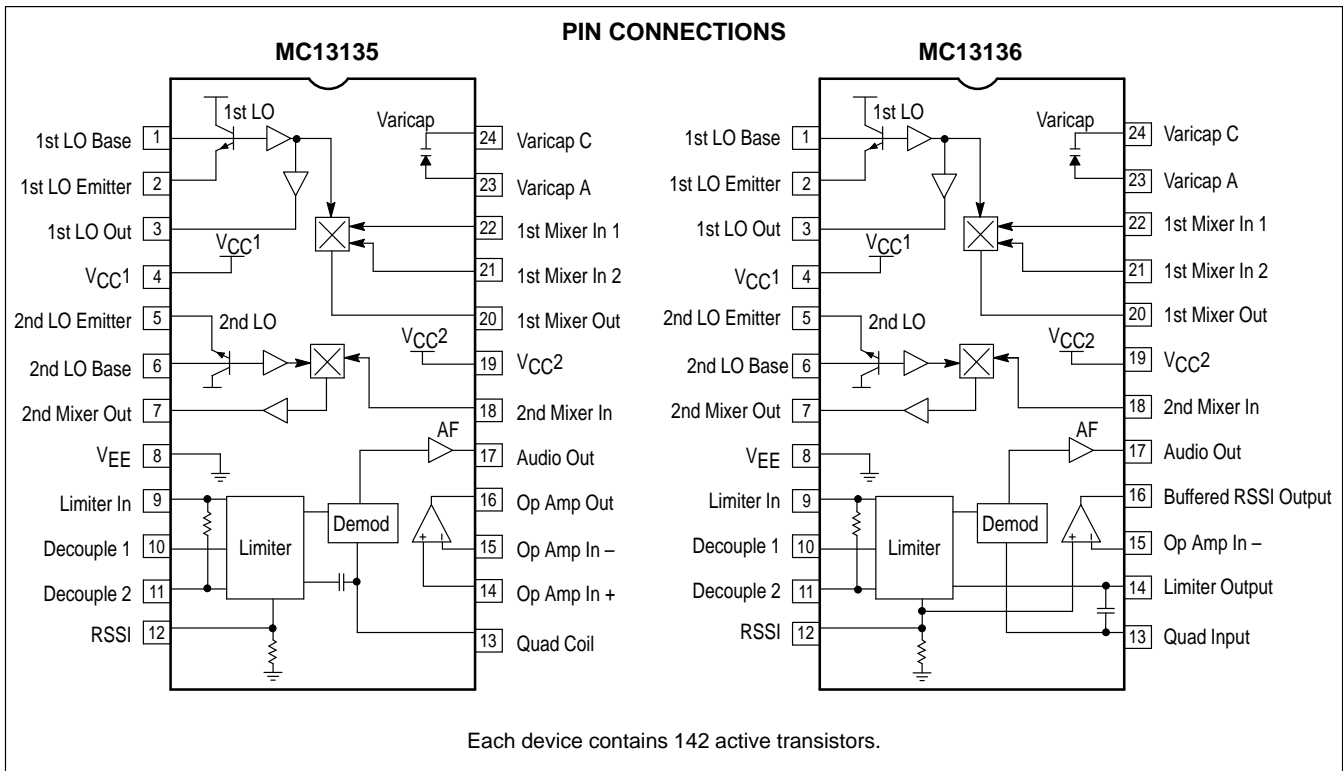 PIN CONNECTIONS
MC13135
1st LO
Varicap
1st LO Base 1
24 Varicap C
1st LO Emitter 2
23 Varicap A
1st LO Out 3
22 1st Mixer In 1
VCC1
VCC1 4
21 1st Mixer In 2
2nd LO Emitter 5
2nd LO
20 1st Mixer Out
VCC2
2nd LO Base 6
19 VCC2
2nd Mixer Out 7
18 2nd Mixer In
AF
VEE 8
17 Audio Out
Limiter In 9
16 Op Amp Out
Demod
+ –
Decouple 1 10
Limiter
15 Op Amp In –
Decouple 2 11
14 Op Amp In +
RSSI 12
13 Quad Coil
MC13136
1st LO
Varicap
1st LO Base 1
24 Varicap C
1st LO Emitter 2
23 Varicap A
1st LO Out 3
22 1st Mixer In 1
VCC1
VCC1 4
21 1st Mixer In 2
2nd LO Emitter 5
2nd LO
20 1st Mixer Out
VCC2
2nd LO Base 6
19 VCC2
2nd Mixer Out 7
18 2nd Mixer In
AF
VEE 8
17 Audio Out
Limiter In 9
16 Buffered RSSI Output
Demod
+ –
Decouple 1 10
Limiter
15 Op Amp In –
Decouple 2 11
14 Limiter Output
RSSI 12
13 Quad Input
Each device contains 142 active transistors.